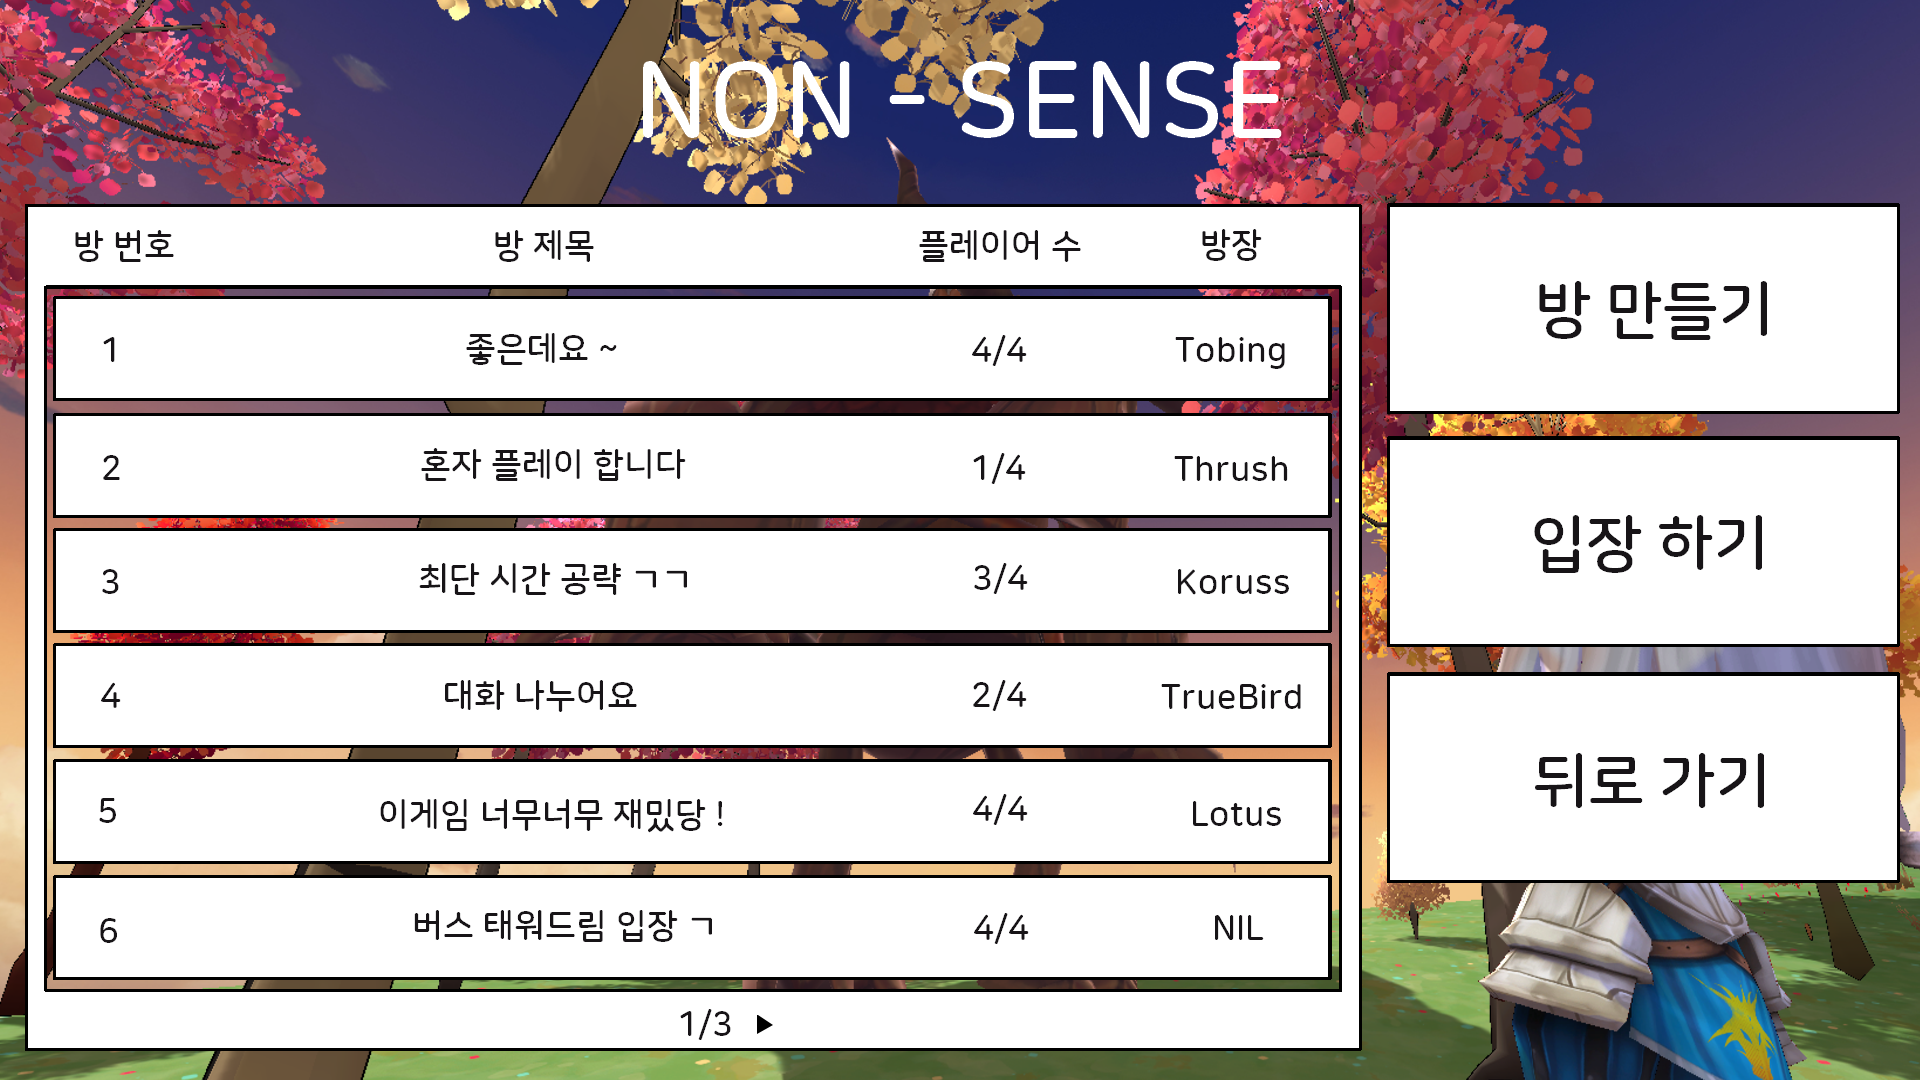 NON - SENSE
방 번호 방 제목 플레이어 수 방장
1 좋은데요 ~ 4/4 Tobing
2 혼자 플레이 합니다 1/4 Thrush
3 최단 시간 공략 ㄱㄱ 3/4 Koruss
4 대화 나누어요 2/4 TrueBird
5 이게임 너무너무 재밌당 ! 4/4 Lotus
6 버스 태워드림 입장 ㄱ 4/4 NIL
1/3 ▶
방 만들기
입장 하기
뒤로 가기